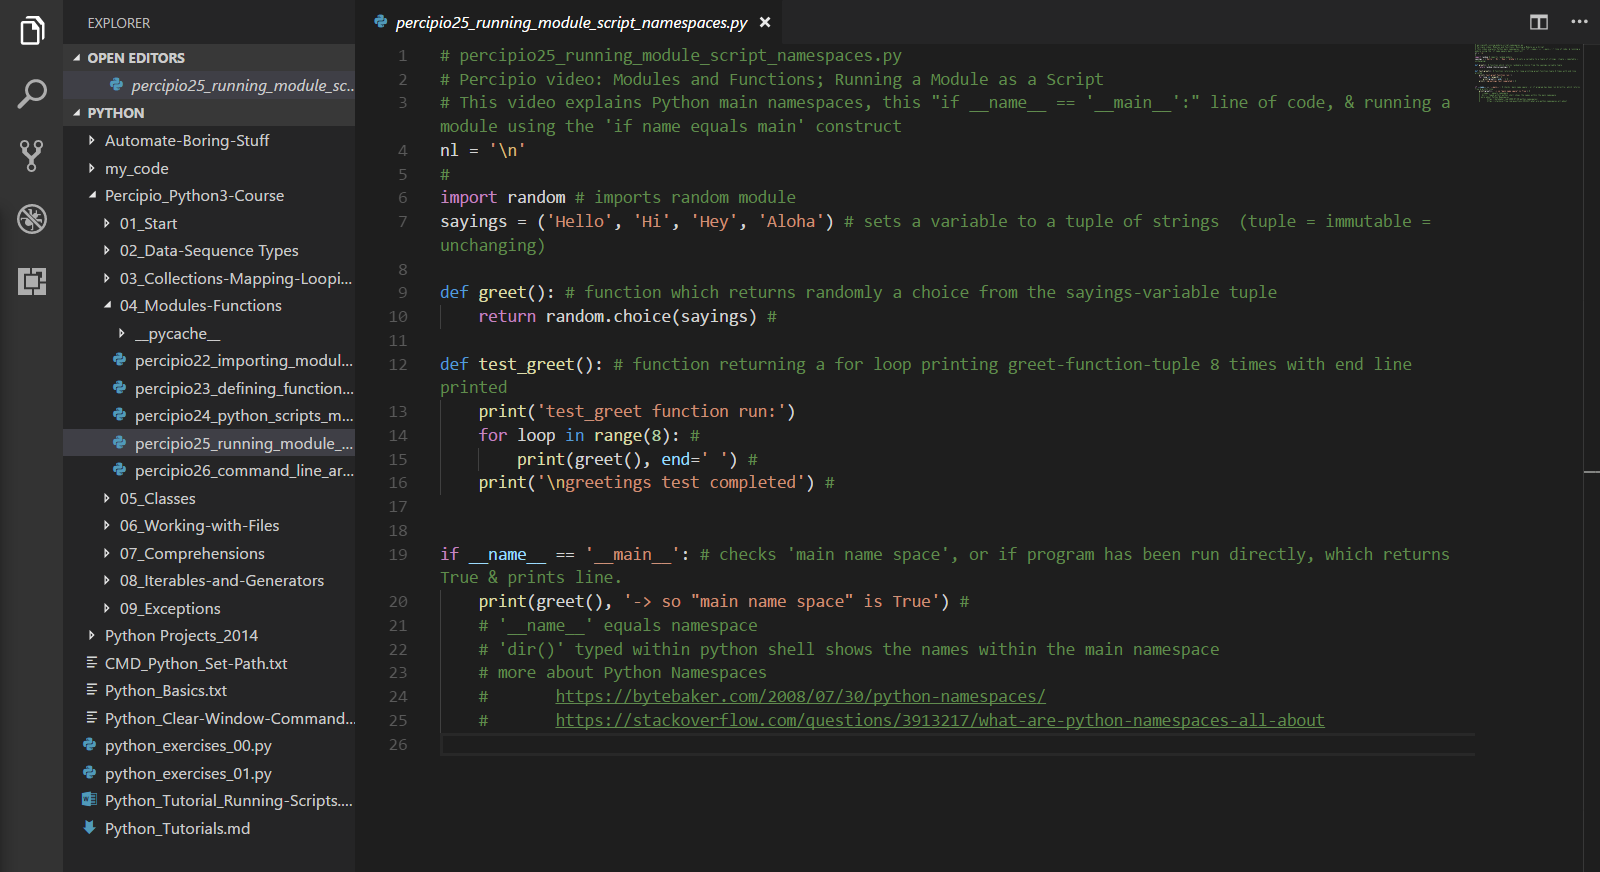 EXPLORER
OPEN EDITORS
percipio25_running_module_sc...
PYTHON
Automate-Boring-Stuff
my_code
Percipio_Python3-Course
01_Start
02_Data-Sequence Types
03_Collections-Mapping-Loopi...
04_Modules-Functions
__pycache__
percipio22_importing_modul...
percipio23_defining_function...
percipio24_python_scripts_m...
percipio25_running_module_...
percipio26_command_line_ar...
05_Classes
06_Working-with-Files
07_Comprehensions
08_Iterables-and-Generators
09_Exceptions
Python Projects_2014
CMD_Python_Set-Path.txt
Python_Basics.txt
Python_Clear-Window-Command...
python_exercises_00.py
python_exercises_01.py
Python_Tutorial_Running-Scripts....
Python_Tutorials.md
percipio25_running_module_script_namespaces.py
1 # percipio25_running_module_script_namespaces.py
2 # Percipio video: Modules and Functions; Running a Module as a Script
3 # This video explains Python main namespaces, this "if __name__ == '__main__':" line of code, & running a
module using the 'if name equals main' construct
4 nl = '\n'
5 #
6 import random # imports random module
7 sayings = ('Hello', 'Hi', 'Hey', 'Aloha') # sets a variable to a tuple of strings  (tuple = immutable =
unchanging)
8
9 def greet(): # function which returns randomly a choice from the sayings-variable tuple
10     return random.choice(sayings) #
11
12 def test_greet(): # function returning a for loop printing greet-function-tuple 8 times with end line
printed
13     print('test_greet function run:')
14     for loop in range(8): #
15         print(greet(), end=' ') #
16     print('\ngreetings test completed') #
17
18
19 if __name__ == '__main__': # checks 'main name space', or if program has been run directly, which returns
True & prints line.
20     print(greet(), '-> so "main name space" is True') #
21     # '__name__' equals namespace
22     # 'dir()' typed within python shell shows the names within the main namespace
23     # more about Python Namespaces
24     #       https://bytebaker.com/2008/07/30/python-namespaces/
25     #       https://stackoverflow.com/questions/3913217/what-are-python-namespaces-all-about
26